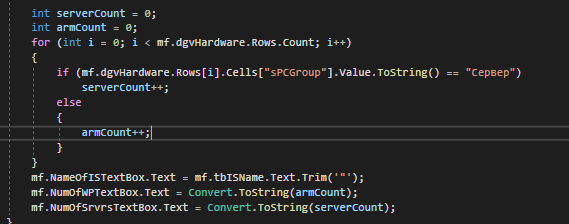 int serverCount = 0;
int armCount = 0;
for (int i = 0; i < mf.dgvHardware.Rows.Count; i++)
{
if (mf.dgvHardware.Rows[i].Cells["sPCGroup"].Value.ToString() == "Сервер")
serverCount++;
else
{
armCount++;
}
}
mf.NameOfISTextBox.Text = mf.tbISName.Text.Trim('"');
mf.NumOfWPTextBox.Text = Convert.ToString(armCount);
mf.NumOfSrvrsTextBox.Text = Convert.ToString(serverCount);
}